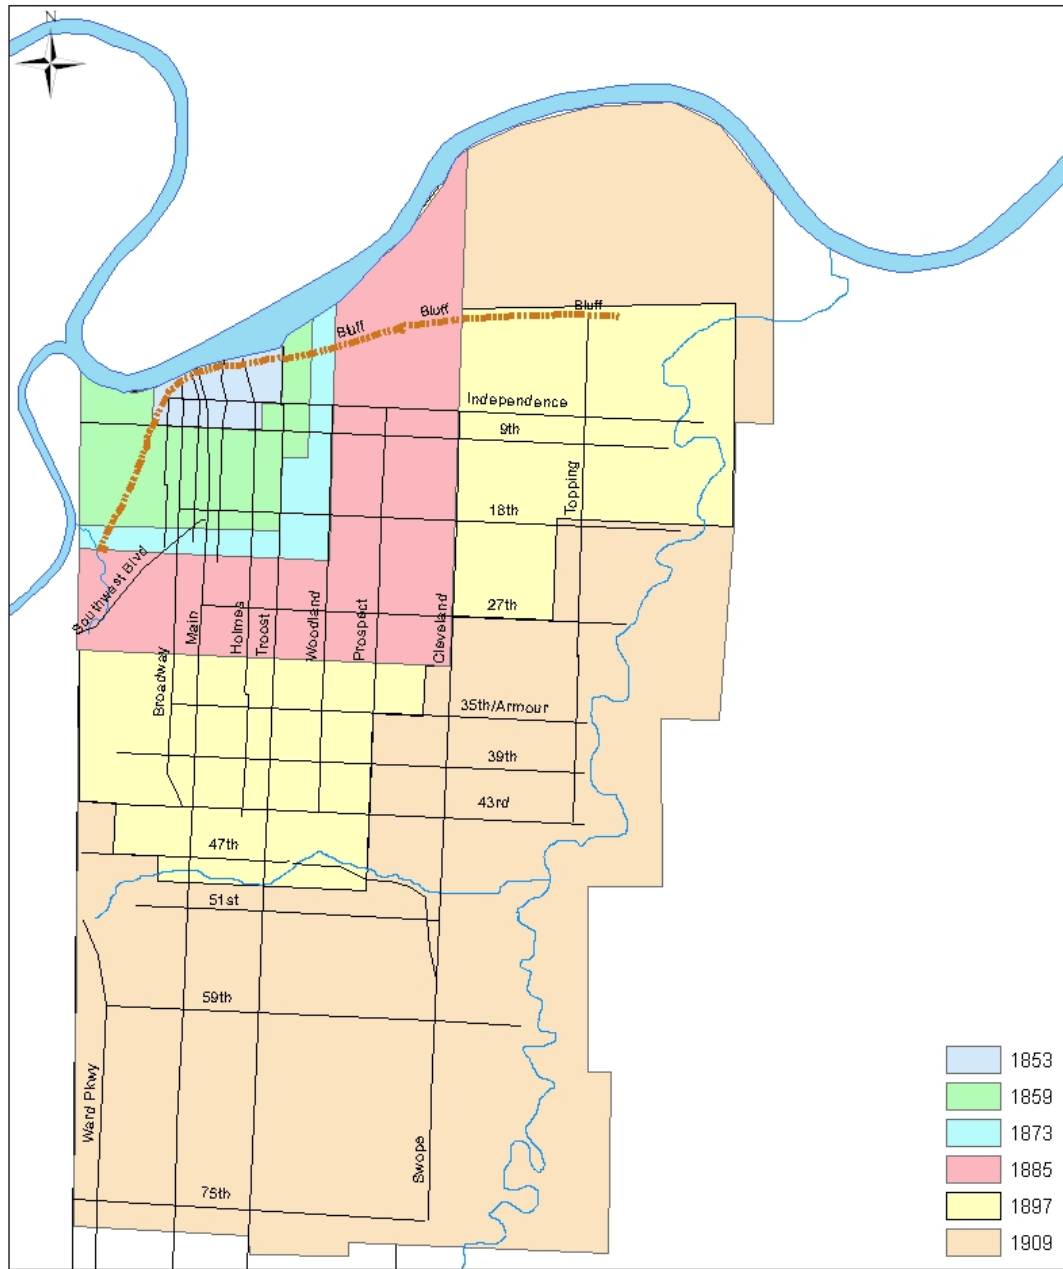 N
Bluff
Bluff
Bluff
Independence
9th
Topping
18th
Southwest Blvd
27th
Main
Holmes
Troost
Woodland
Prospect
Cleveland
Broadway
35th/Armour
39th
43rd
47th
51st
59th
Ward Pkwy
Swope
75th
1853
1859
1873
1885
1897
1909